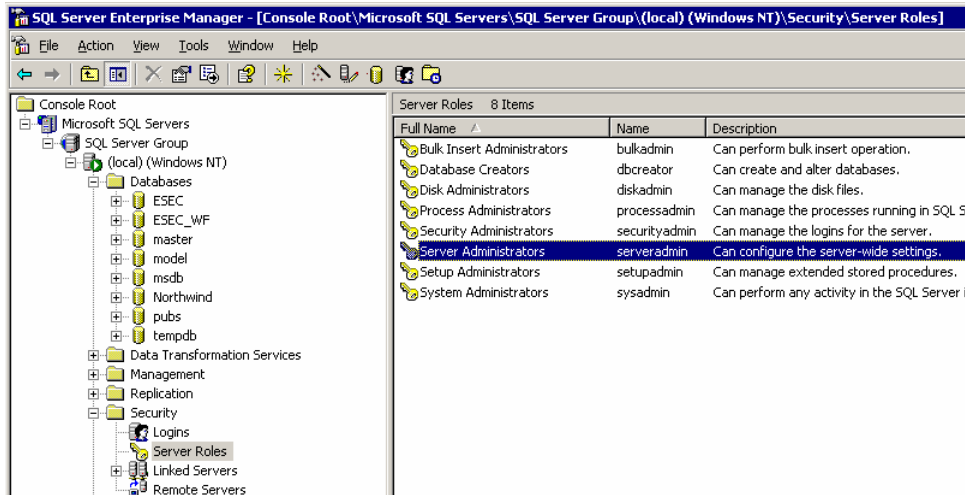 SQL Server Enterprise Manager - [Console Root\Microsoft SQL Servers\SQL Server Group\(local) (Windows NT)\Security\Server Roles]
File Action View Tools Window Help
Console Root
Microsoft SQL Servers
SQL Server Group
(local) (Windows NT)
Databases
ESEC
ESEC_WF
master
model
msdb
Northwind
pubs
tempdb
Data Transformation Services
Management
Replication
Security
Logins
Server Roles
Linked Servers
Remote Servers
Server Roles 8 Items
Full Name Name Description
Bulk Insert Administrators bulkadmin Can perform bulk insert operation.
Database Creators dbcreator Can create and alter databases.
Disk Administrators diskadmin Can manage the disk files.
Process Administrators processadmin Can manage the processes running in SQL S
Security Administrators securityadmin Can manage the logins for the server.
Server Administrators serveradmin Can configure the server-wide settings.
Setup Administrators setupadmin Can manage extended stored procedures.
System Administrators sysadmin Can perform any activity in the SQL Server i